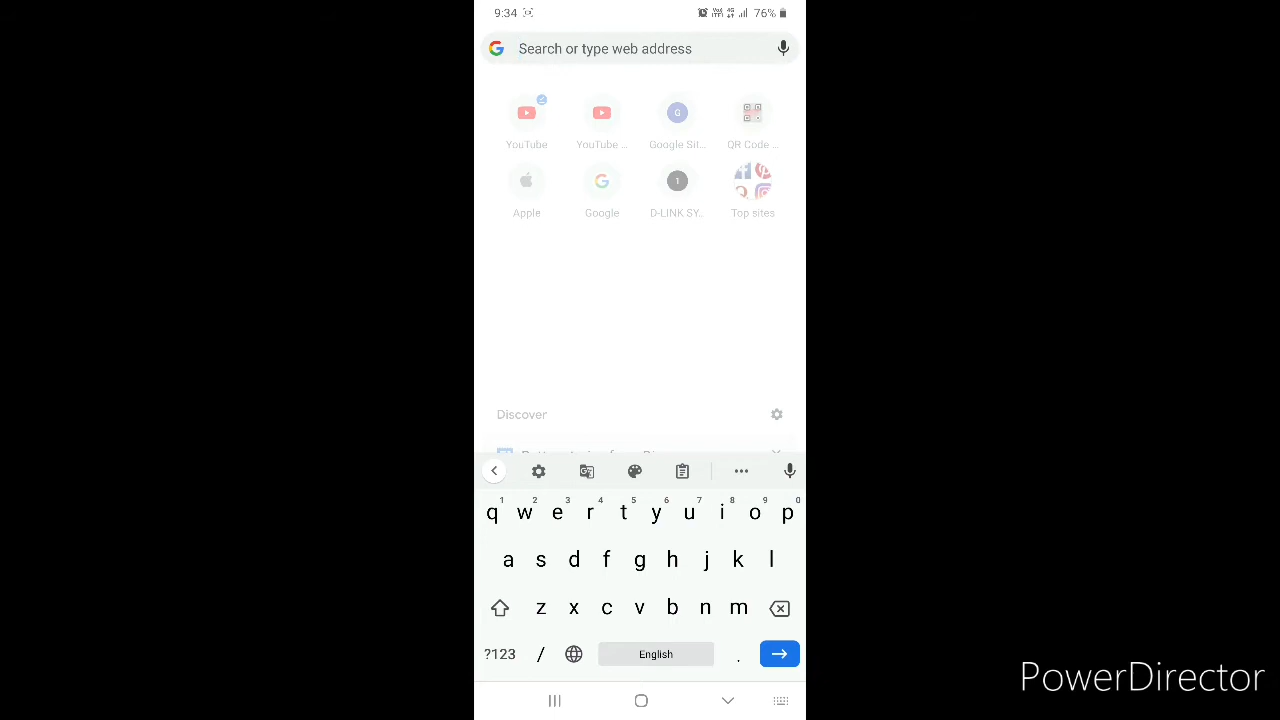 9:34 76%
Search or type web address
YouTube YouTube ... Google Sit... QR Code ...
Apple Google D-LINK SY.. Top sites
Discover
1 2 3 4 5 6 7 8 9 0
q w e r t y u i o p
a s d f g h j k l
z x c v b n m
?123 / English .
PowerDirector